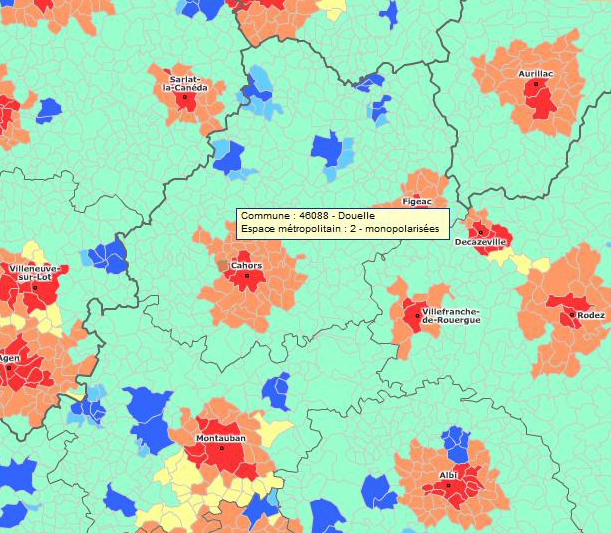 Sarlat-
la-Canéda
Aurillac
Figeac
Commune : 46088 - Douelle
Espace métropolitain : 2 - monopolarisées
Decazeville
Cahors
Villeneuve-
sur-Lot
Villefranche-
de-Rouergue
Rodez
Agen
Montauban
Albi